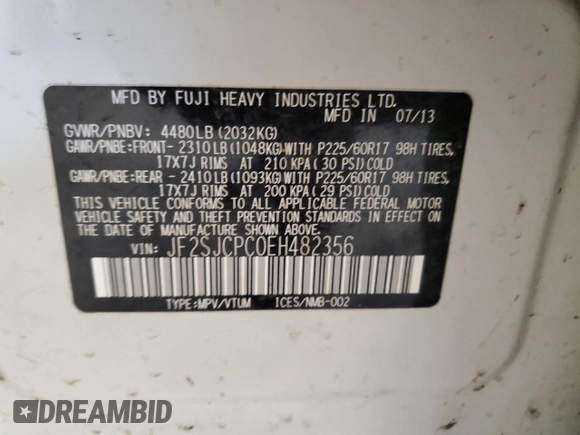 MFD BY FUJI HEAVY INDUSTRIES LTD.
MFD IN 07/13
GVWR/PNBV: 4480LB(2032KG)
GAWR/PNBE:FRONT-2310LB(1048KG)WITH P225/60R17 98H TIRES,
17X7J RIMS AT 210 KPA(30 PSI)COLD
GAWR/PNBE:REAR -2410LB(1093KG)WITH P225/60R17 98H TIRES,
17X7J RIMS AT 200 KPA(29 PSI)COLD
THIS VEHICLE CONFORMS TO ALL APPLICABLE FEDERAL MOTOR
VEHICLE SAFETY AND THEFT PREVENTION STANDARDS IN EFFECT ON
THE DATE OF MANUFACTURE SHOWN ABOVE.
VIN: JF2SJCPC0EH482356
TYPE:MPV/VTUM ICES/NMB-002
DREAMBID